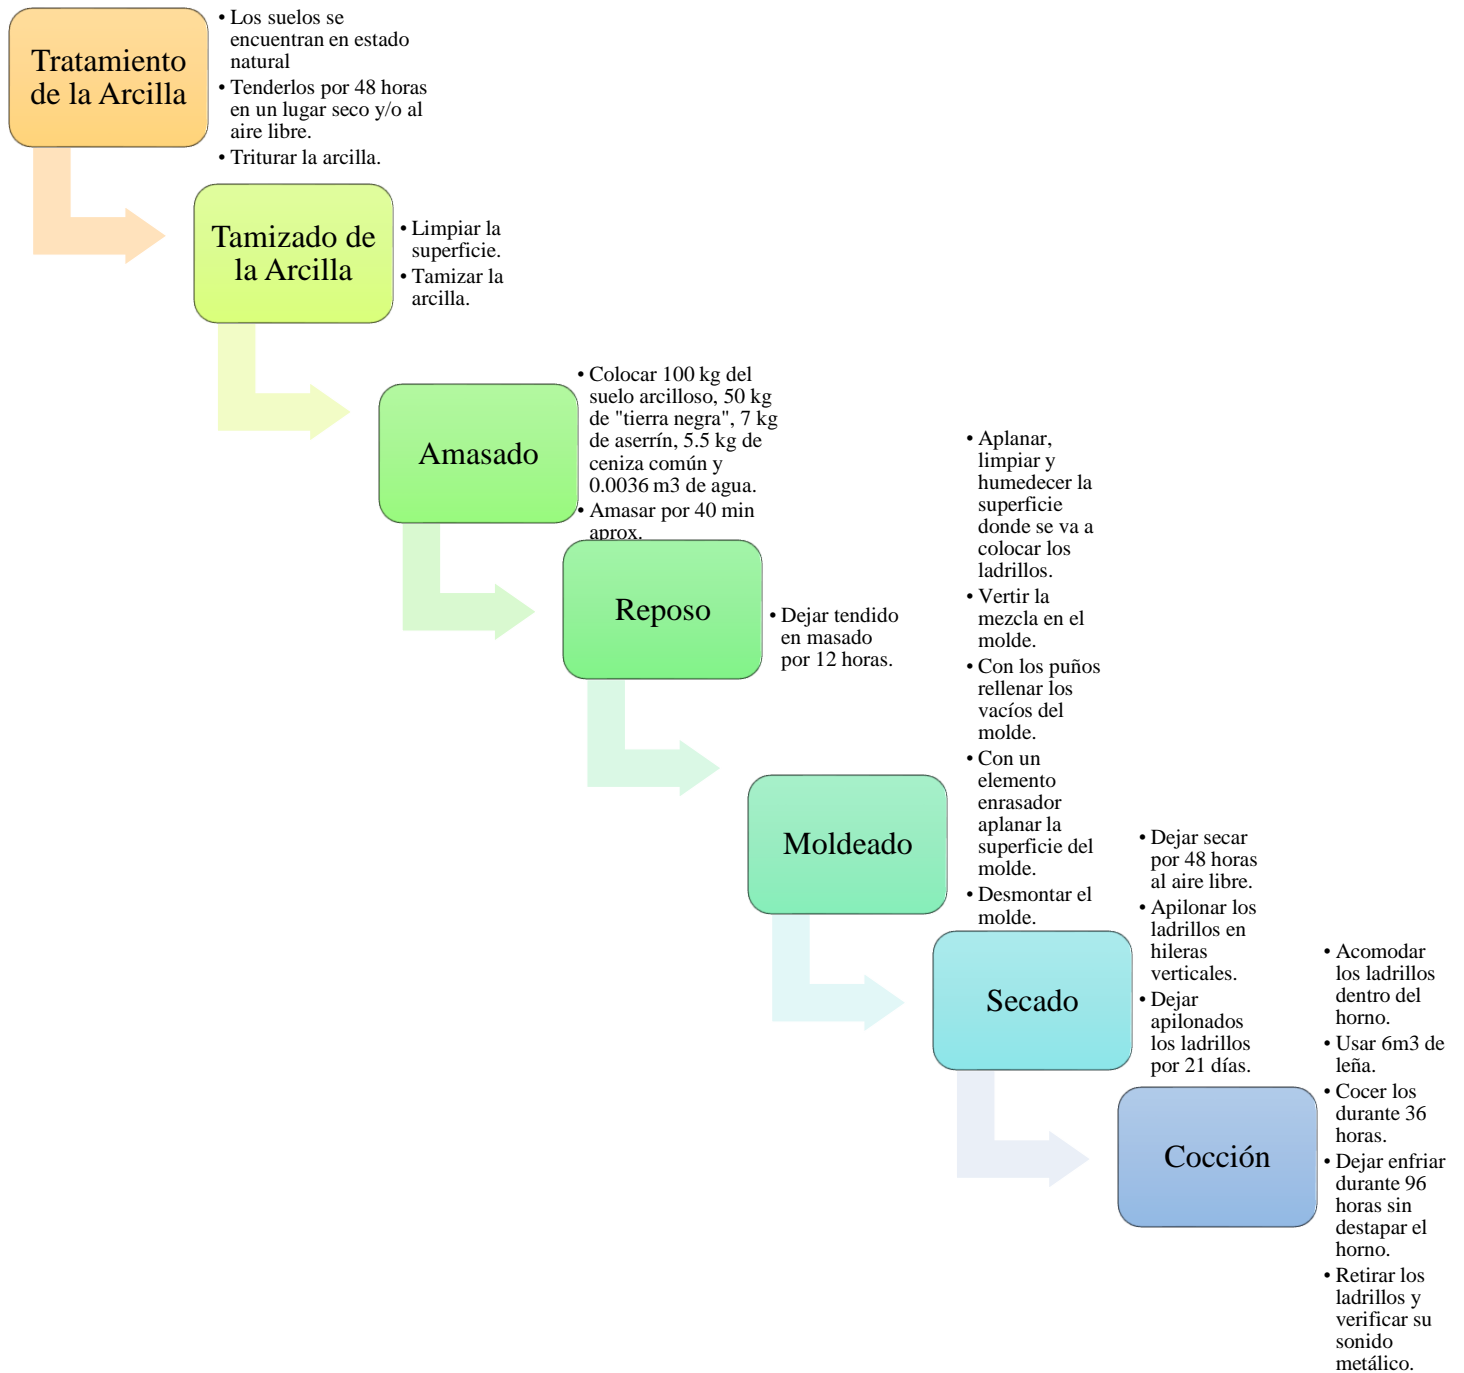 Tratamiento
de la Arcilla
• Los suelos se
encuentran en estado
natural
• Tenderlos por 48 horas
en un lugar seco y/o al
aire libre.
• Triturar la arcilla.
Tamizado de
la Arcilla
• Limpiar la
superficie.
• Tamizar la
arcilla.
Amasado
• Colocar 100 kg del
suelo arcilloso, 50 kg
de "tierra negra", 7 kg
de aserrín, 5.5 kg de
ceniza común y
0.0036 m3 de agua.
• Amasar por 40 min
aprox.
Reposo
• Dejar tendido
en masado
por 12 horas.
Moldeado
• Aplanar,
limpiar y
humedecer la
superficie
donde se va a
colocar los
ladrillos.
• Vertir la
mezcla en el
molde.
• Con los puños
rellenar los
vacíos del
molde.
• Con un
elemento
enrasador
aplanar la
superficie del
molde.
• Desmontar el
molde.
Secado
• Dejar secar
por 48 horas
al aire libre.
• Apilonar los
ladrillos en
hileras
verticales.
• Dejar
apilonados
los ladrillos
por 21 días.
Cocción
• Acomodar
los ladrillos
dentro del
horno.
• Usar 6m3 de
leña.
• Cocer los
durante 36
horas.
• Dejar enfriar
durante 96
horas sin
destapar el
horno.
• Retirar los
ladrillos y
verificar su
sonido
metálico.